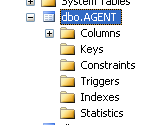 System Tables
dbo.AGENT
Columns
Keys
Constraints
Triggers
Indexes
Statistics